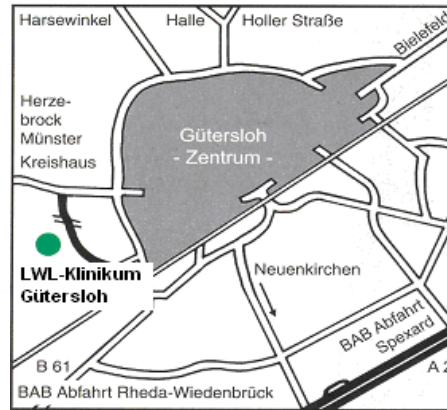 Harsewinkel
Halle
Holler Straße
Bielefeld
Herze-
brock
Münster
Kreishaus
Gütersloh
- Zentrum -
LWL-Klinikum
Gütersloh
Neuenkirchen
BAB Abfahrt
Spexard
B 61
A 2
BAB Abfahrt Rheda-Wiedenbrück